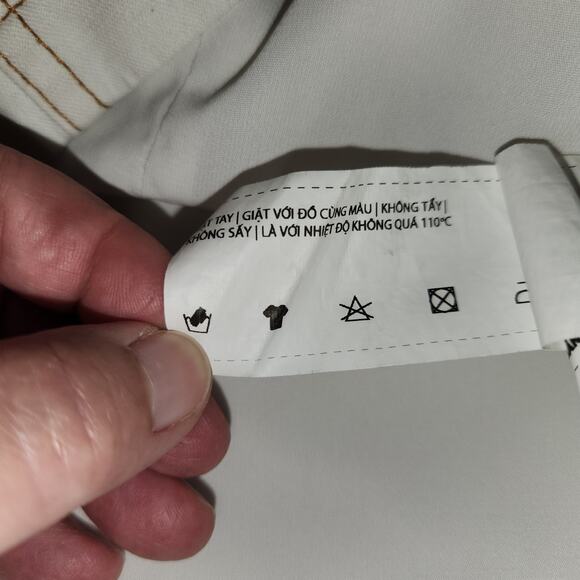 TAY | GIẶT VỚI ĐỒ CÙNG MÀU | KHÔNG TẨY |
KHÔNG SẤY | LÀ VỚI NHIỆT ĐỘ KHÔNG QUÁ 110°C